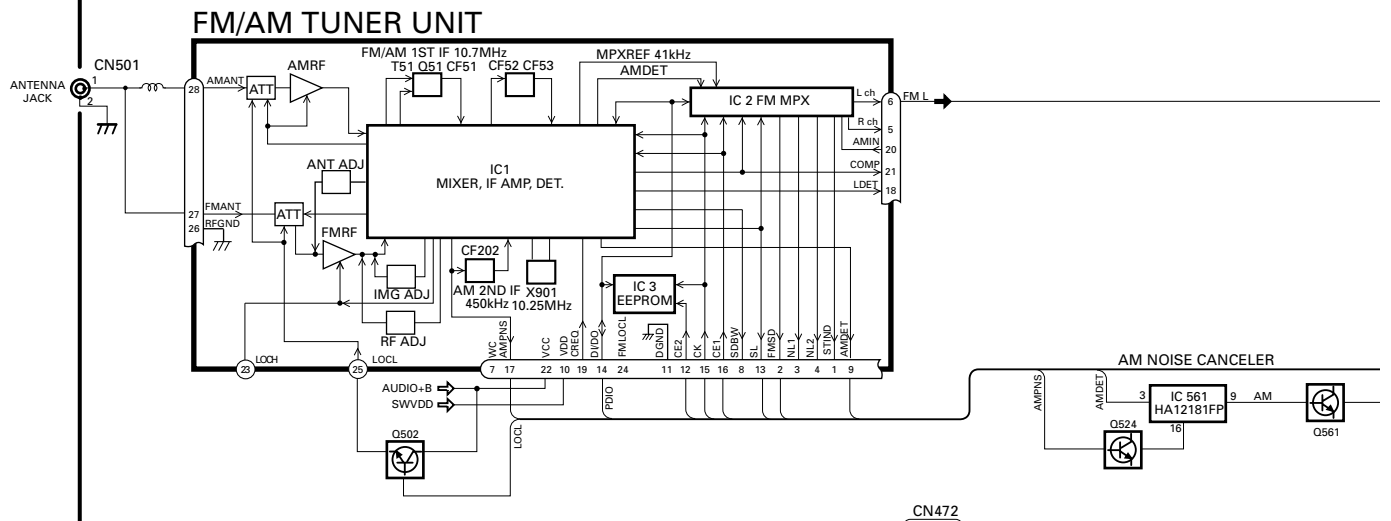 FM/AM TUNER UNIT
CN501
ANTENNA
JACK
1
2
28
AMANT
ATT
AMRF
FM/AM 1ST IF 10.7MHz
T51 Q51 CF51
CF52 CF53
MPXREF 41kHz
AMDET
IC 2 FM MPX
L ch
6
FM L
R ch
5
AMIN
20
COMP
21
LDET
18
IC1
MIXER, IF AMP, DET.
ANT ADJ
27
FMANT
26
RFGND
ATT
FMRF
IMG ADJ
RF ADJ
CF202
AM 2ND IF
450kHz
X901
10.25MHz
IC 3
EEPROM
LOCH
LOCL
WC
AMPNS
VCC
VDD
CREQ
DI/DO
FMLOCL
DGND
CE2
CK
CE1
SDBW
SL
FMSD
NL1
NL2
STIND
AMDET
23
25
7
17
22
10
19
14
24
11
12
15
16
8
13
2
3
4
1
9
AUDIO+B
SWVDD
PDIO
LOCL
Q502
AM NOISE CANCELER
AMPNS
AMDET
3
IC 561
HA12181FP
9
AM
16
Q524
Q561
CN472